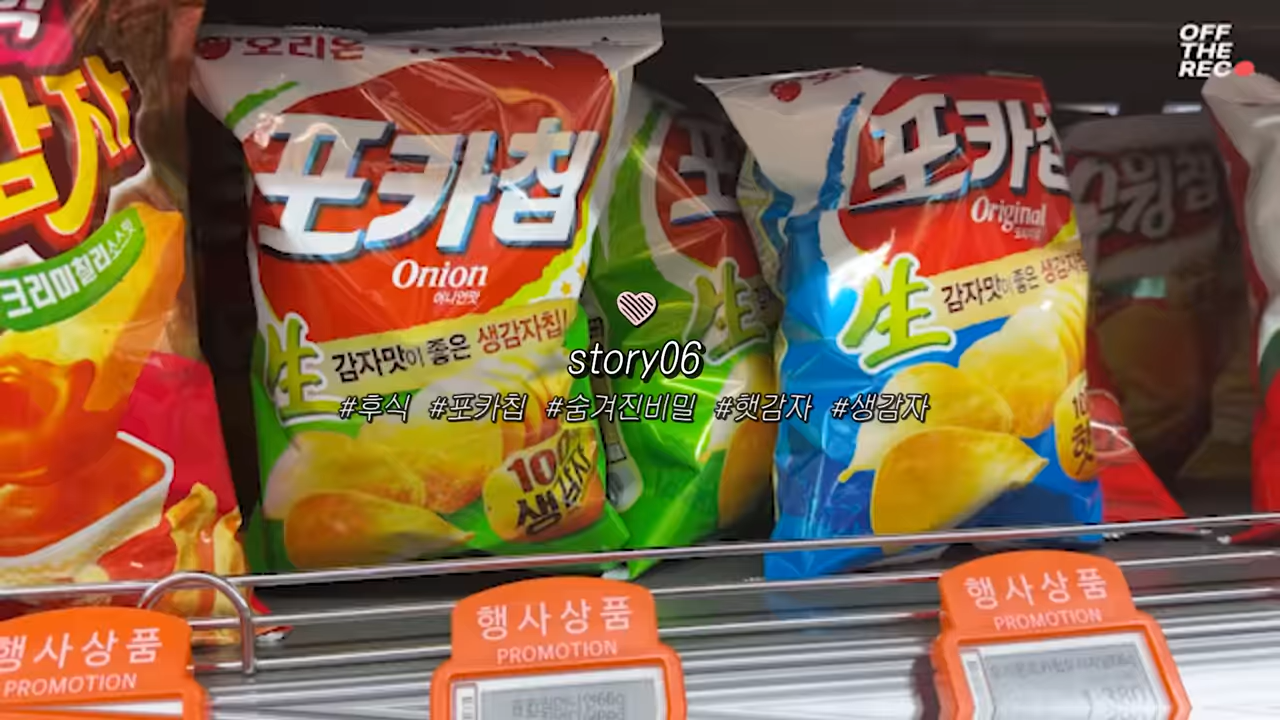 OFF
THE
REC
오리온
감자
크리미칠리소스맛
포카칩
Onion
어니언맛
生 감자맛이 좋은 생감자칩!
100%
생감자
포카칩
Original
生 감자맛이 좋은 생감자칩
story06
#후식 #포카칩 #숨겨진비밀 #햇감자 #생감자
행사상품
PROMOTION
행사상품
PROMOTION
행사상품
PROMOTION